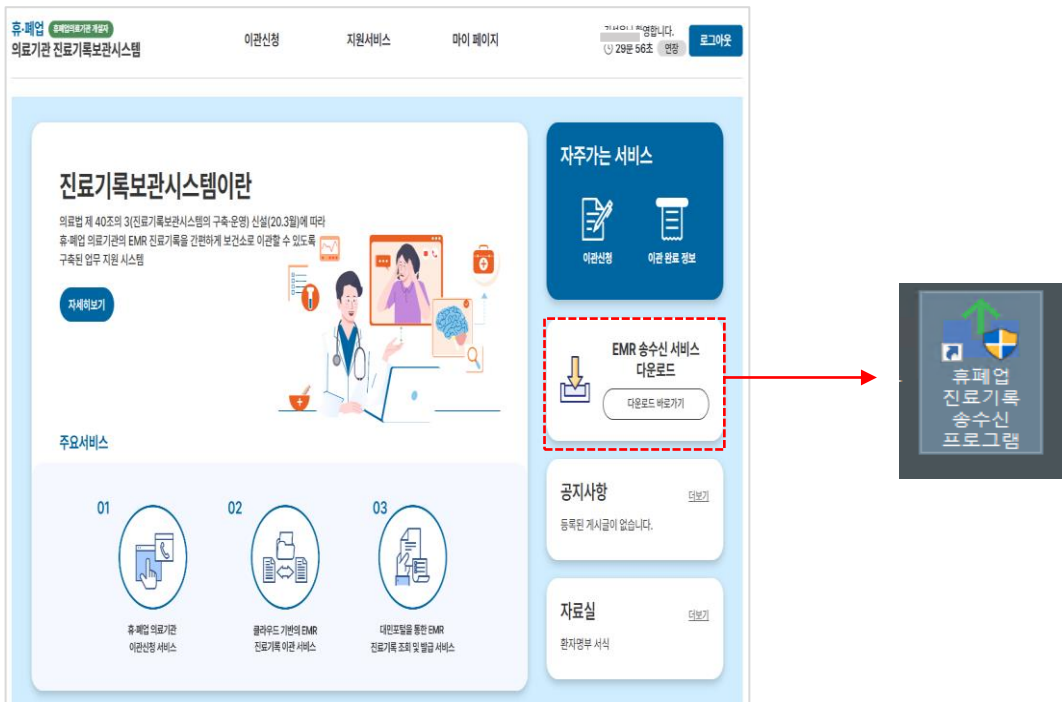 휴·폐업 휴폐업의료기관 개설자
의료기관 진료기록보관시스템
이관신청
지원서비스
마이 페이지
영합니다.
29분 56초 연장
로그아웃
진료기록보관시스템이란
의료법 제 40조의 3(진료기록보관시스템의 구축·운영) 신설(20.3월)에 따라
휴·폐업 의료기관의 EMR 진료기록을 간편하게 보건소로 이관할 수 있도록
구축된 업무 지원 시스템
자세히보기
자주가는 서비스
이관신청
이관 완료 정보
EMR 송수신 서비스
다운로드
다운로드 바로가기
휴폐업
진료기록
송수신
프로그램
주요서비스
01
02
03
휴·폐업 의료기관
이관신청 서비스
클라우드 기반의 EMR
진료기록 이관 서비스
대민포털을 통한 EMR
진료기록 조회 및 발급 서비스
공지사항
더보기
등록된 게시글이 없습니다.
자료실
더보기
환자명부 서식